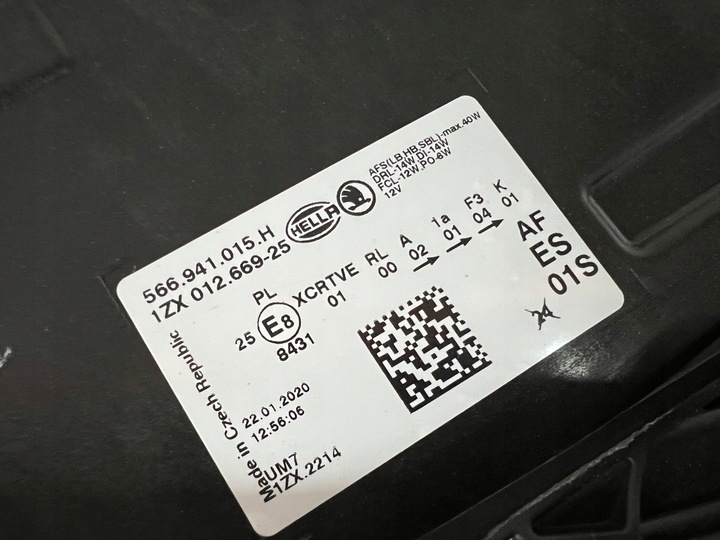 566.941.015.H
1ZX 012.669-25
HELLA
AFS(LB,HB,SBL)-max.40W
DRL-14W,DI-14W
FCL-12W,PO-6W
12V
PL
25 E8
8431
XCRTVE RL A 1a F3 K
01 00 02 01 04 01
AF
ES
01S
24
Made in Czech Republic
22.01.2020
12:56:06
UM7
1ZX.2214